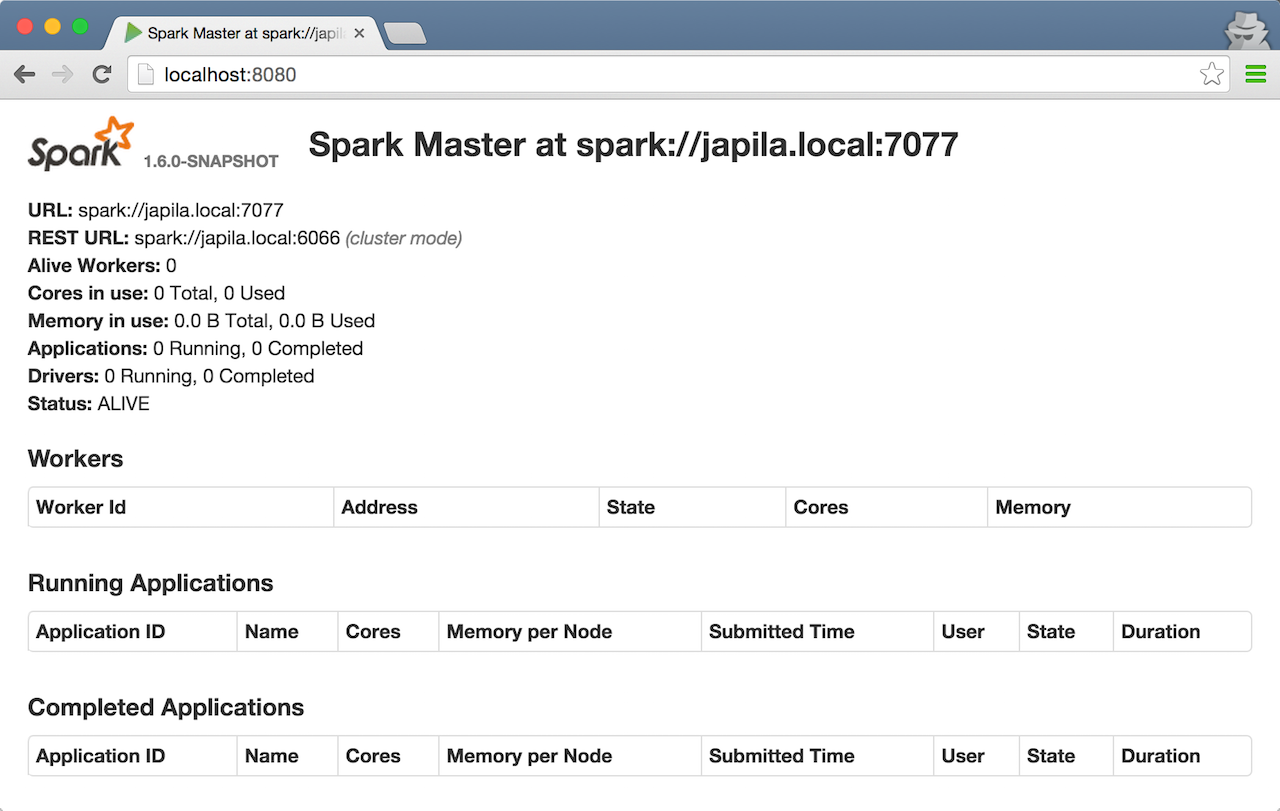 Spark Master at spark://japil
localhost:8080
Spark 1.6.0-SNAPSHOT Spark Master at spark://japila.local:7077
URL: spark://japila.local:7077
REST URL: spark://japila.local:6066 (cluster mode)
Alive Workers: 0
Cores in use: 0 Total, 0 Used
Memory in use: 0.0 B Total, 0.0 B Used
Applications: 0 Running, 0 Completed
Drivers: 0 Running, 0 Completed
Status: ALIVE
Workers
Worker Id Address State Cores Memory
Running Applications
Application ID Name Cores Memory per Node Submitted Time User State Duration
Completed Applications
Application ID Name Cores Memory per Node Submitted Time User State Duration